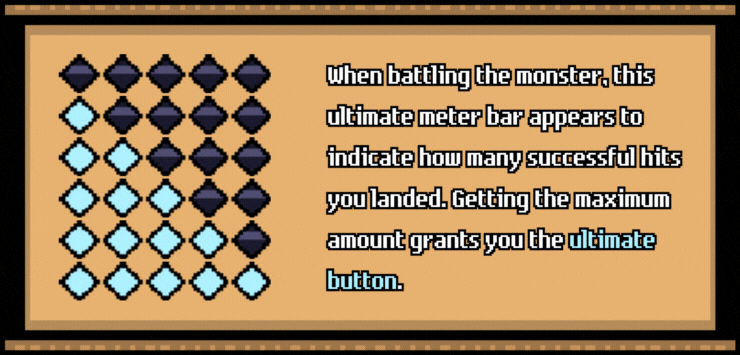 When battling the monster, this
ultimate meter bar appears to
indicate how many successful hits
you landed. Getting the maximum
amount grants you the ultimate
button.